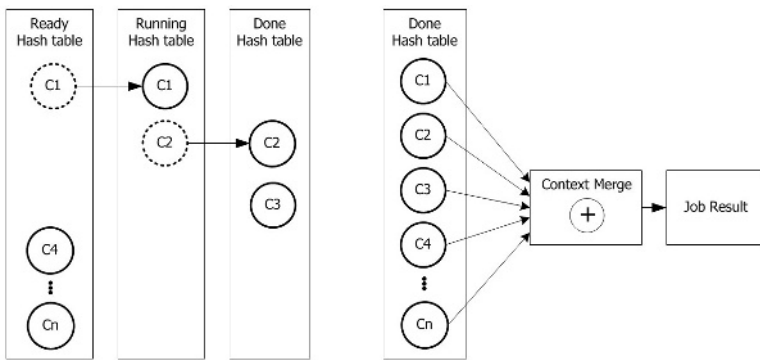 Ready
Hash table
C1
C4
Cn
Running
Hash table
C1
C2
Done
Hash table
C2
C3
Done
Hash table
C1
C2
C3
C4
Cn
Context Merge
+
Job Result